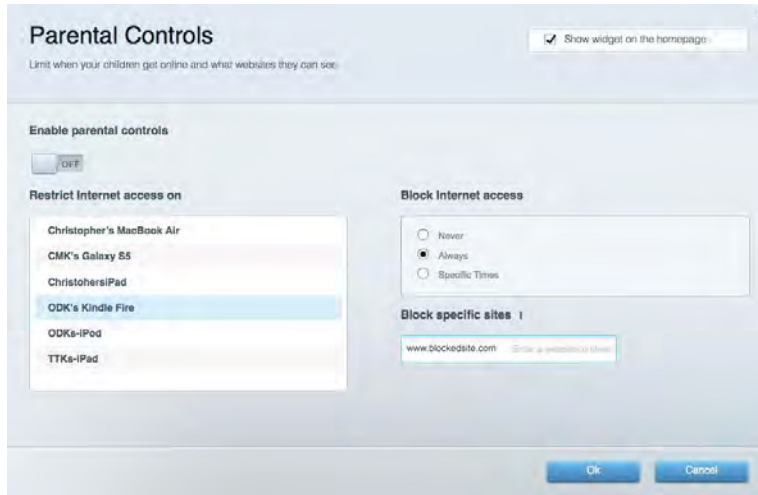 Parental Controls
Show widget on the homepage
Limit when your children get online and what websites they can see.
Enable parental controls
OFF
Restrict Internet access on
Christopher's MacBook Air
CMK's Galaxy S5
ChristohersiPad
ODK's Kindle Fire
ODKs-iPod
TTKs-iPad
Block Internet access
Never
Always
Specific Times
Block specific sites
www.blockedsite.com Enter a
Ok
Cancel